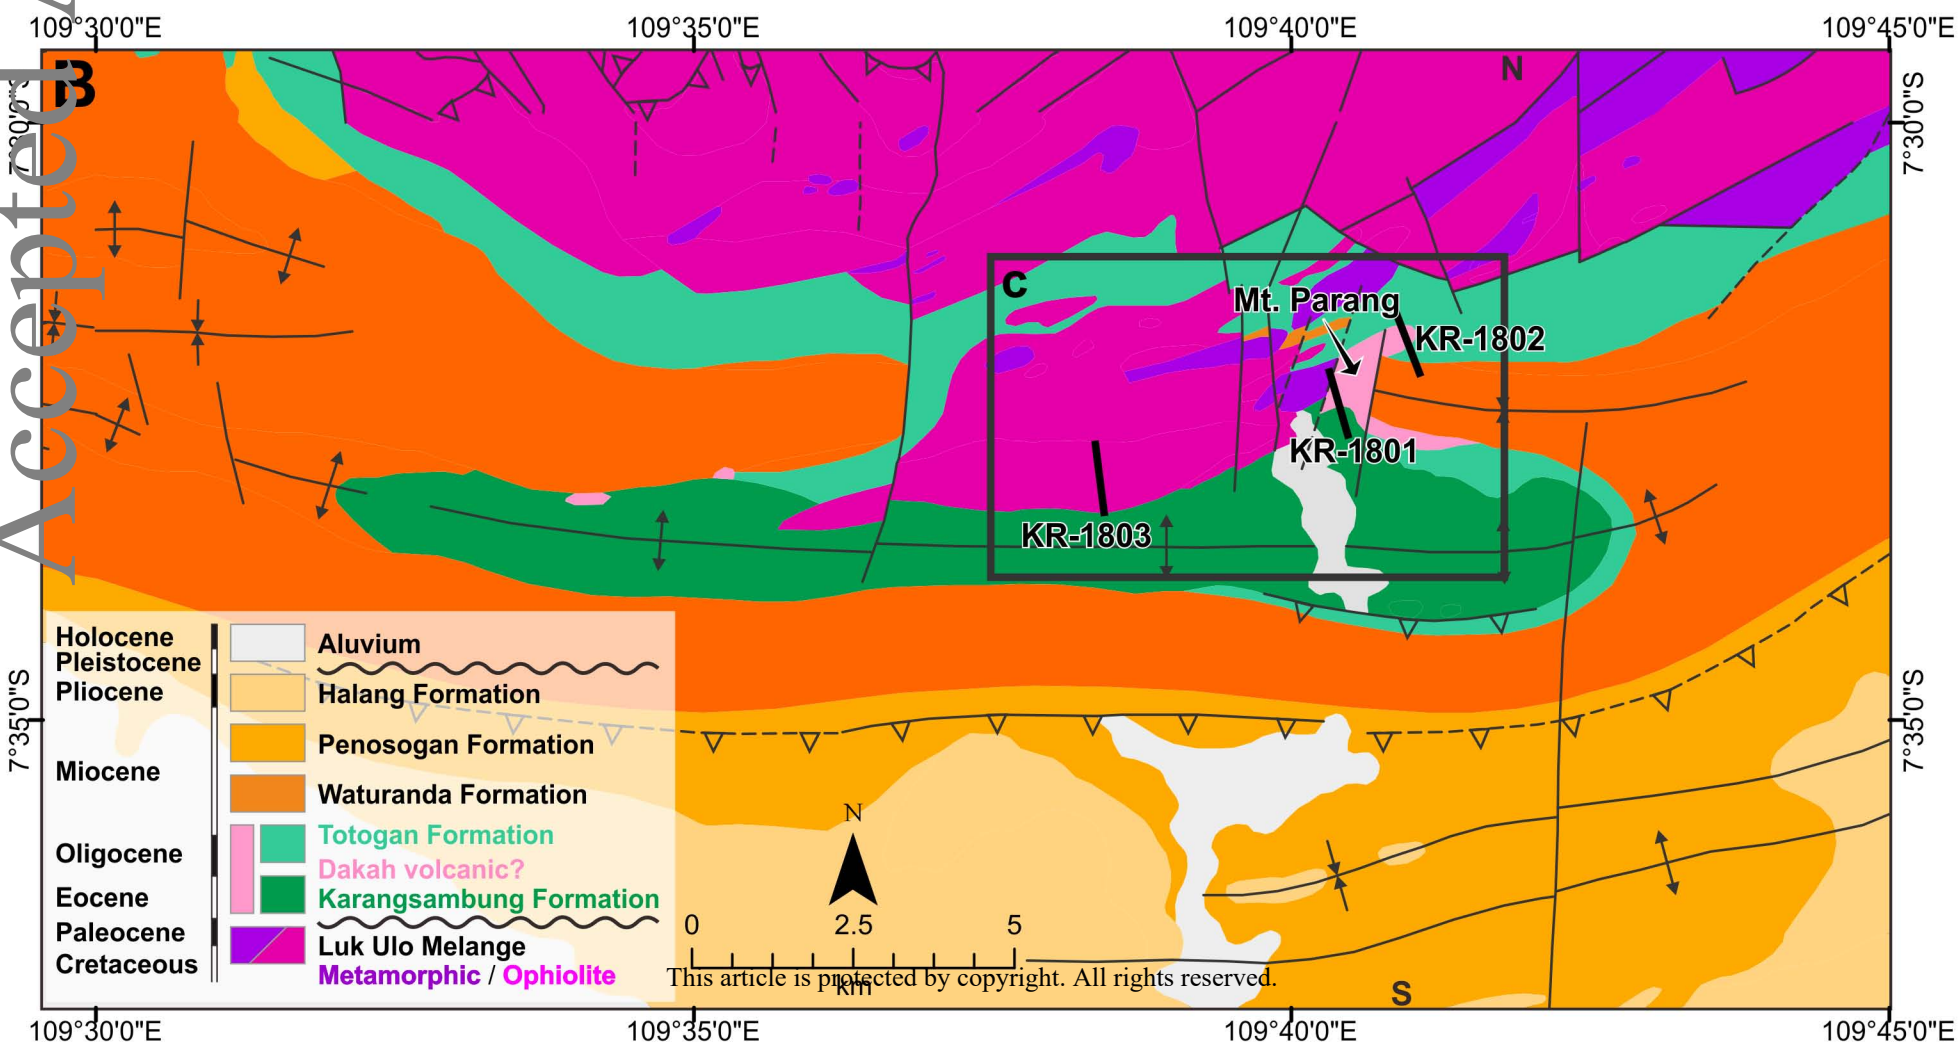 109°30'0"E 109°35'0"E 109°40'0"E 109°45'0"E
B
N
7°30'0"S
7°30'0"S
Accepted
C
Mt. Parang
KR-1802
KR-1801
KR-1803
7°35'0"S
7°35'0"S
Holocene
Pleistocene
Pliocene
Miocene
Oligocene
Eocene
Paleocene
Cretaceous
Aluvium
Halang Formation
Penosogan Formation
Waturanda Formation
Totogan Formation
Dakah volcanic?
Karangsambung Formation
Luk Ulo Melange
Metamorphic / Ophiolite
N
0 2.5 5
km
This article is protected by copyright. All rights reserved.
S
109°30'0"E 109°35'0"E 109°40'0"E 109°45'0"E